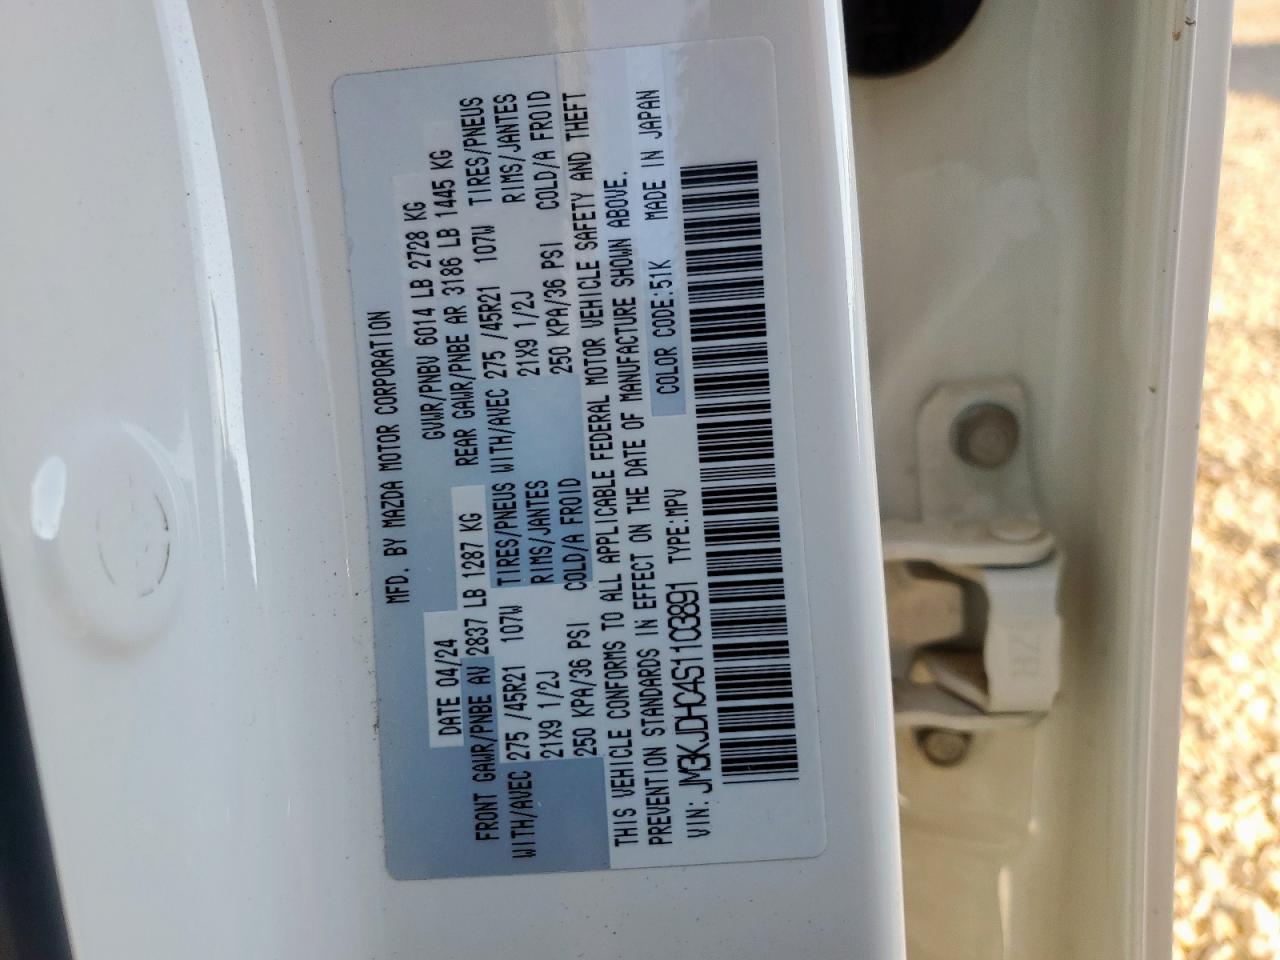 MFD. BY MAZDA MOTOR CORPORATION
DATE 04/24 GVWR/PNBV 6014 LB 2728 KG
FRONT GAWR/PNBE AV 2837 LB 1287 KG REAR GAWR/PNBE AR 3186 LB 1445 KG
WITH/AVEC 275 /45R21 107W TIRES/PNEUS WITH/AVEC 275 /45R21 107W TIRES/PNEUS
21X9 1/2J RIMS/JANTES 21X9 1/2J RIMS/JANTES
250 KPA/36 PSI COLD/A FROID 250 KPA/36 PSI COLD/A FROID
THIS VEHICLE CONFORMS TO ALL APPLICABLE FEDERAL MOTOR VEHICLE SAFETY AND THEFT
PREVENTION STANDARDS IN EFFECT ON THE DATE OF MANUFACTURE SHOWN ABOVE.
VIN: JM3KJDHC4S1103891 TYPE:MPV COLOR CODE:51K MADE IN JAPAN